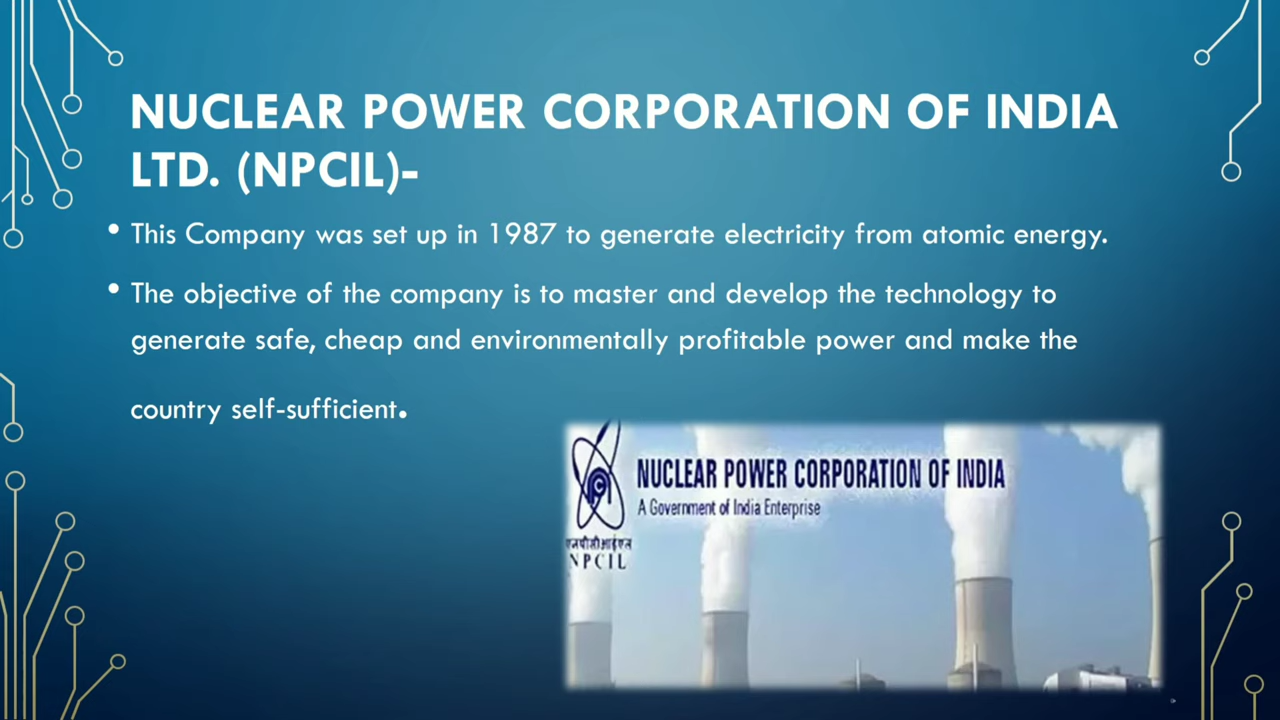 NUCLEAR POWER CORPORATION OF INDIA
LTD. (NPCIL)-
• This Company was set up in 1987 to generate electricity from atomic energy.
• The objective of the company is to master and develop the technology to
generate safe, cheap and environmentally profitable power and make the
country self-sufficient.
NUCLEAR POWER CORPORATION OF INDIA
A Government of India Enterprise
एनपीसीआईएल
NPCIL